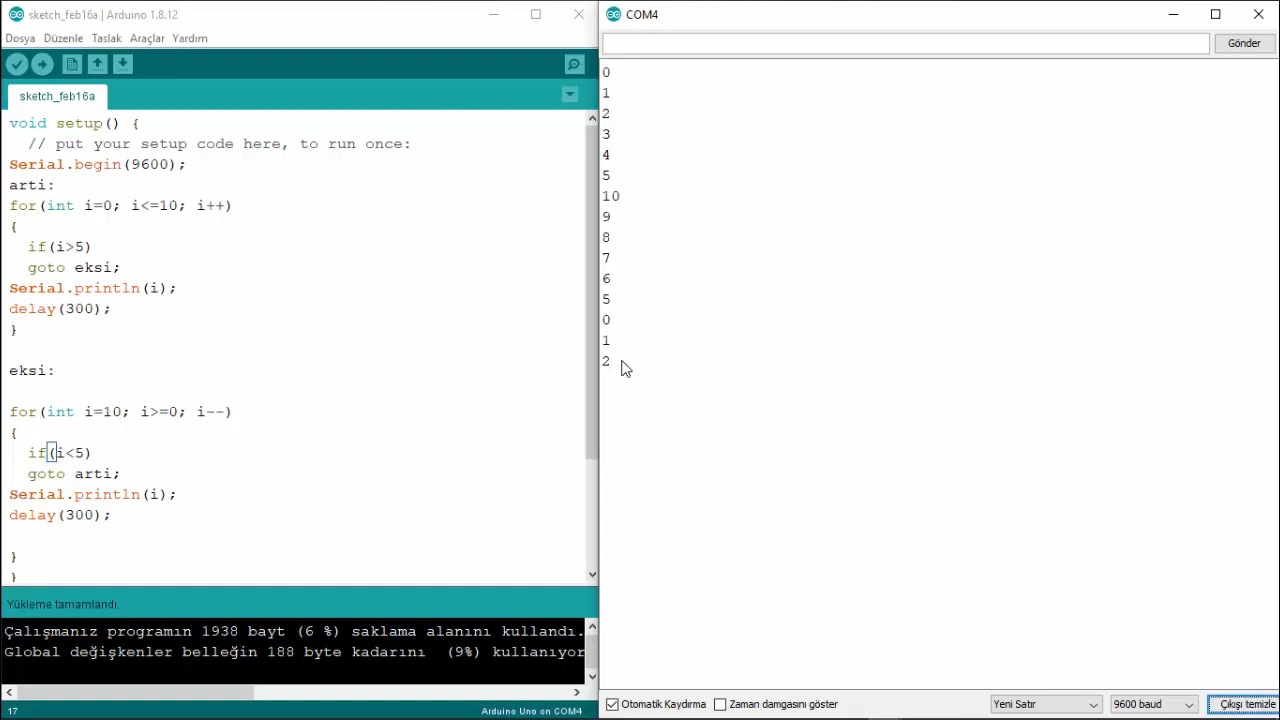 sketch_feb16a | Arduino 1.8.12
Dosya Düzenle Taslak Araçlar Yardım
sketch_feb16a
void setup() {
// put your setup code here, to run once:
Serial.begin(9600);
arti:
for(int i=0; i<=10; i++)
{
if(i>5)
goto eksi;
Serial.println(i);
delay(300);
}
eksi:
for(int i=10; i>=0; i--)
{
if(i<5)
goto arti;
Serial.println(i);
delay(300);
}
}
Yükleme tamamlandı.
Çalışmanız programın 1938 bayt (6 %) saklama alanını kullandı.
Global değişkenler belleğin 188 byte kadarını (9%) kullanıyor
17
Arduino Uno on COM4
COM4
Gönder
0
1
2
3
4
5
10
9
8
7
6
5
0
1
2
Otomatik Kaydırma Zaman damgasını göster Yeni Satır 9600 baud Çıkışı temizle